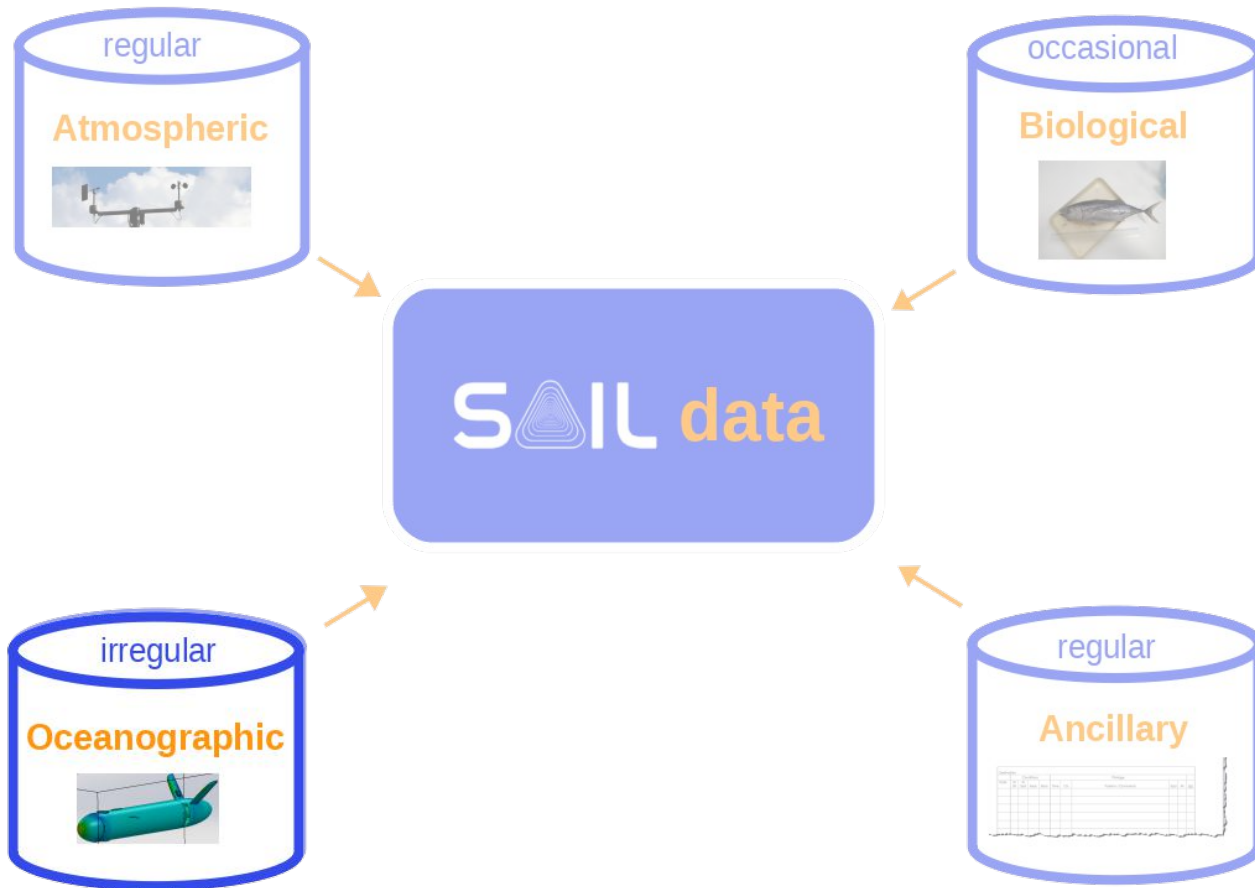 regular
Atmospheric
occasional
Biological
SAIL data
irregular
Oceanographic
regular
Ancillary